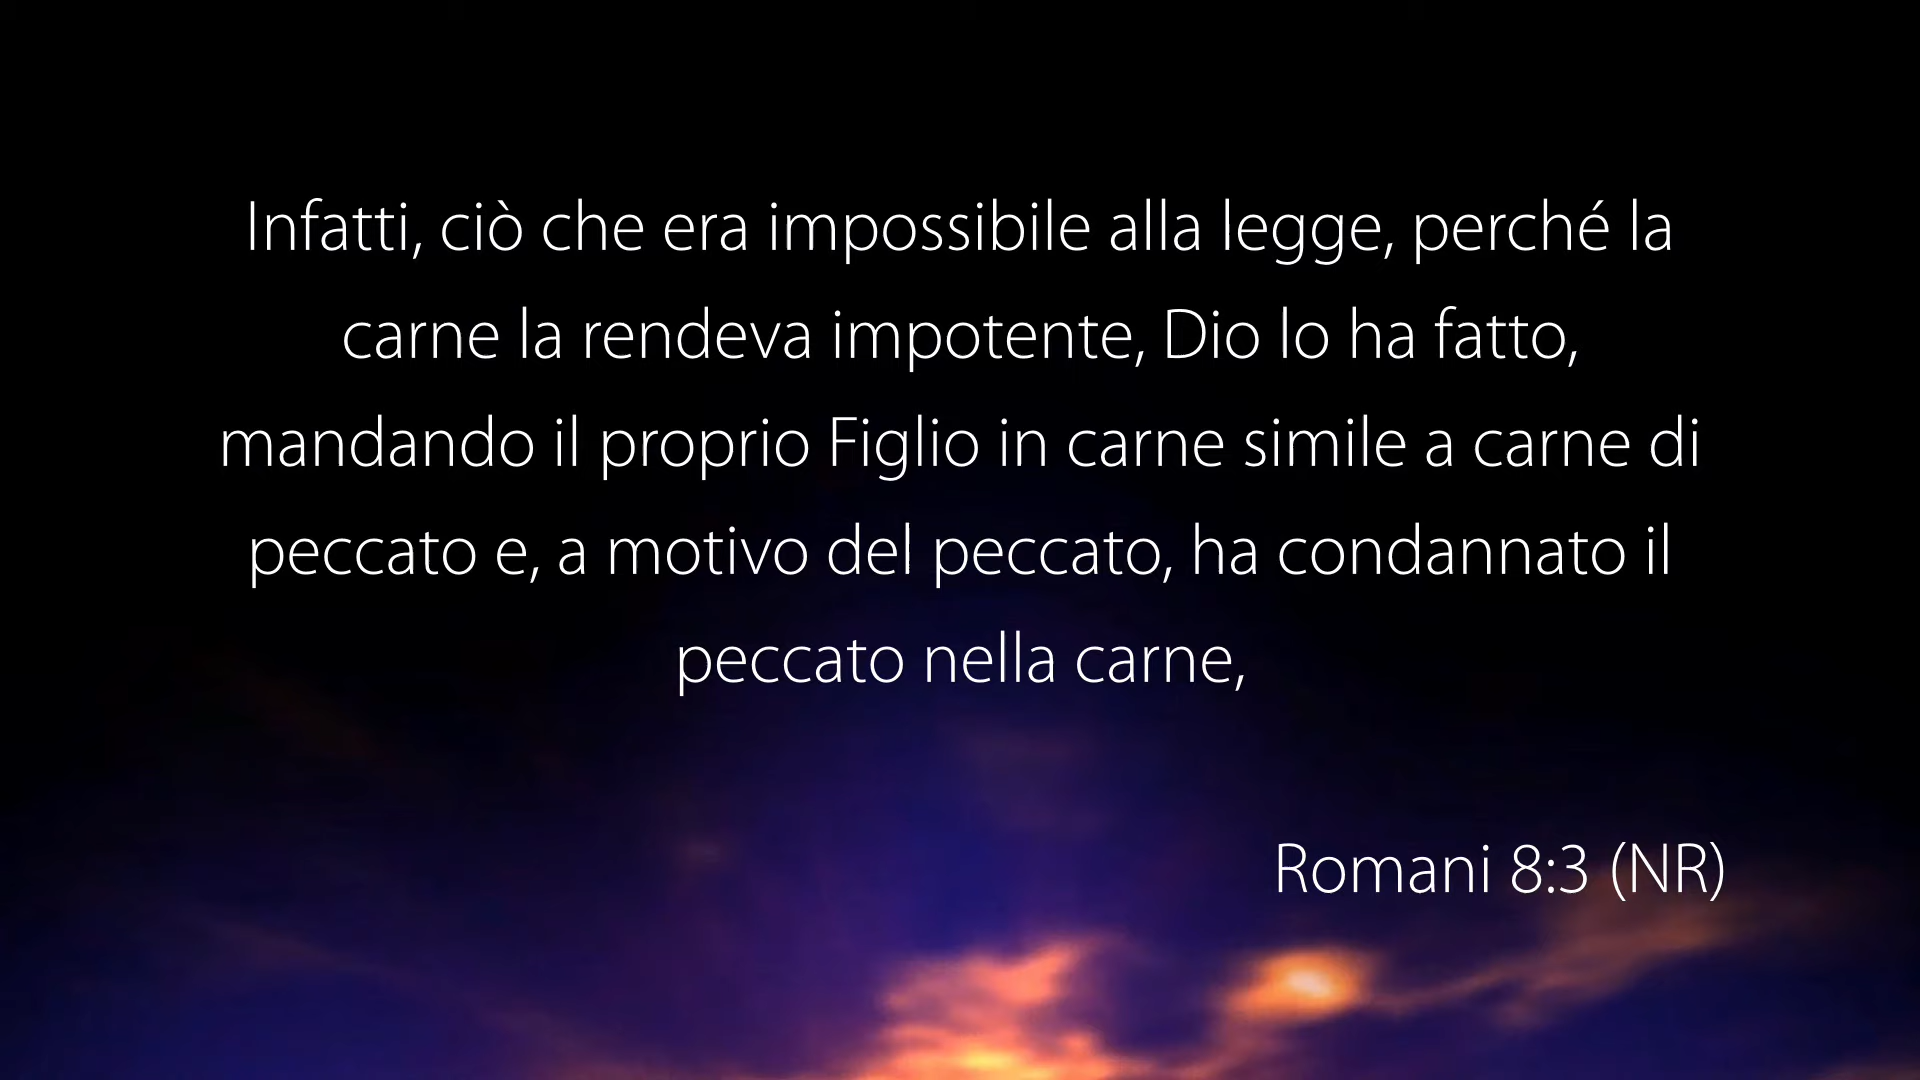 Infatti, ciò che era impossibile alla legge, perché la
carne la rendeva impotente, Dio lo ha fatto,
mandando il proprio Figlio in carne simile a carne di
peccato e, a motivo del peccato, ha condannato il
peccato nella carne,
Romani 8:3 (NR)